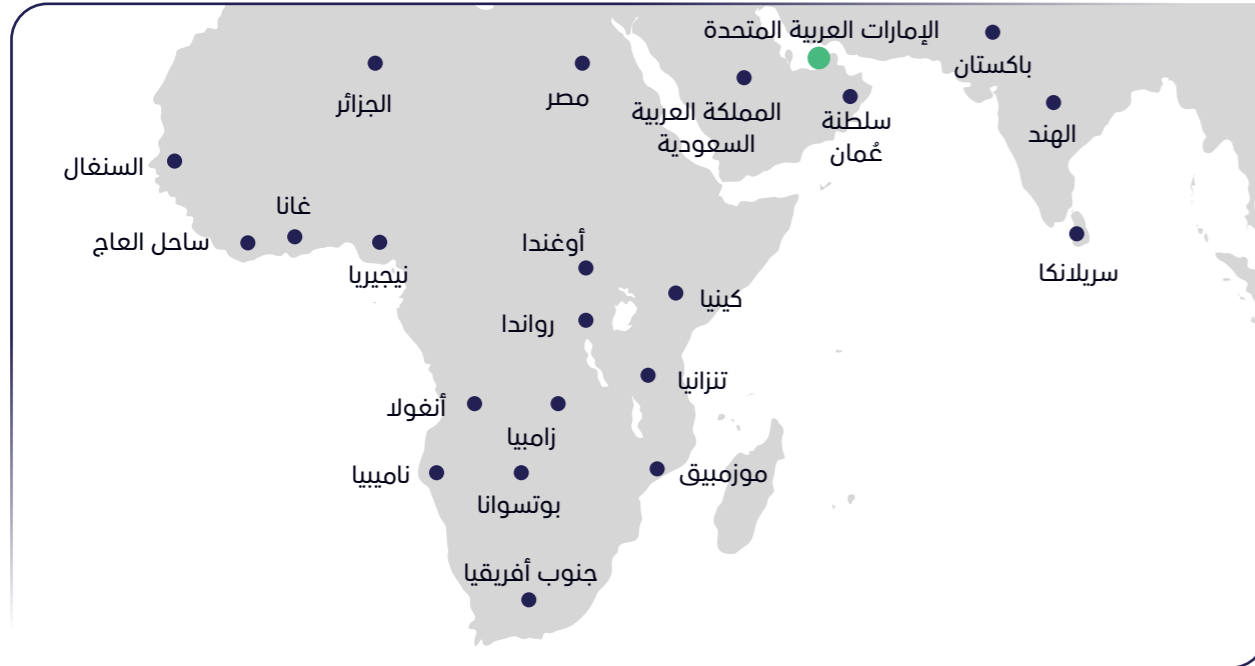 الإمارات العربية المتحدة
باكستان
الجزائر
مصر
المملكة العربية
السعودية
سلطنة
عُمان
الهند
السنغال
غانا
ساحل العاج
نيجيريا
أوغندا
كينيا
سريلانكا
رواندا
تنزانيا
أنغولا
زامبيا
ناميبيا
موزمبيق
بوتسوانا
جنوب أفريقيا